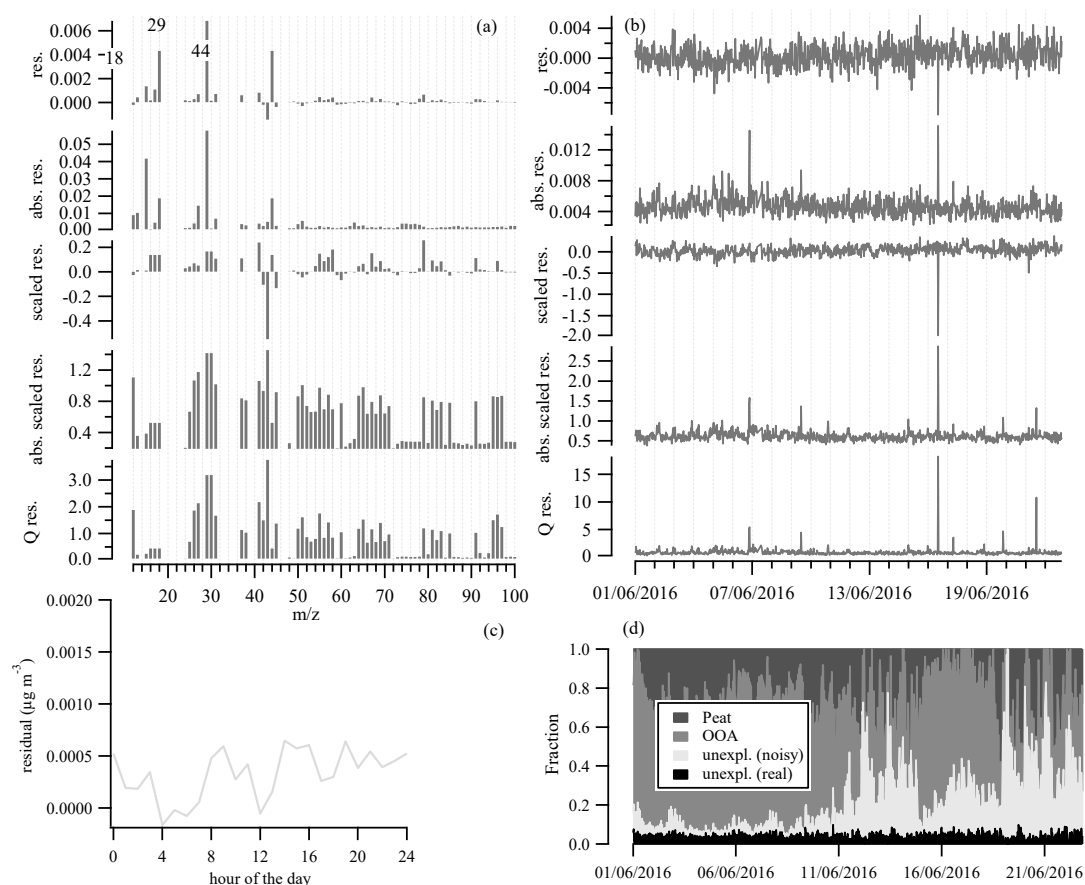 (a)
29
44
18
res.
0.006
0.004
0.002
0.000
abs. res.
0.05
0.04
0.03
0.02
0.01
0.00
scaled res.
0.2
0.0
-0.2
-0.4
abs. scaled res.
1.2
0.8
0.4
Q res.
3.0
2.0
1.0
0.0
20 30 40 50 60 70 80 90 100
m/z
(b)
res.
0.004
0.000
-0.004
abs. res.
0.012
0.008
0.004
scaled res.
0.0
-0.5
-1.0
-1.5
-2.0
abs. scaled res.
2.5
2.0
1.5
1.0
0.5
Q res.
15
10
5
0
01/06/2016 07/06/2016 13/06/2016 19/06/2016
(c)
residual (µg m⁻³)
0.0020
0.0015
0.0010
0.0005
0.0000
0 4 8 12 16 20 24
hour of the day
(d)
Fraction
1.0
0.8
0.6
0.4
0.2
0.0
Peat
OOA
unexpl. (noisy)
unexpl. (real)
01/06/2016 6/06/2016 11/06/2016 16/06/2016 21/06/2016